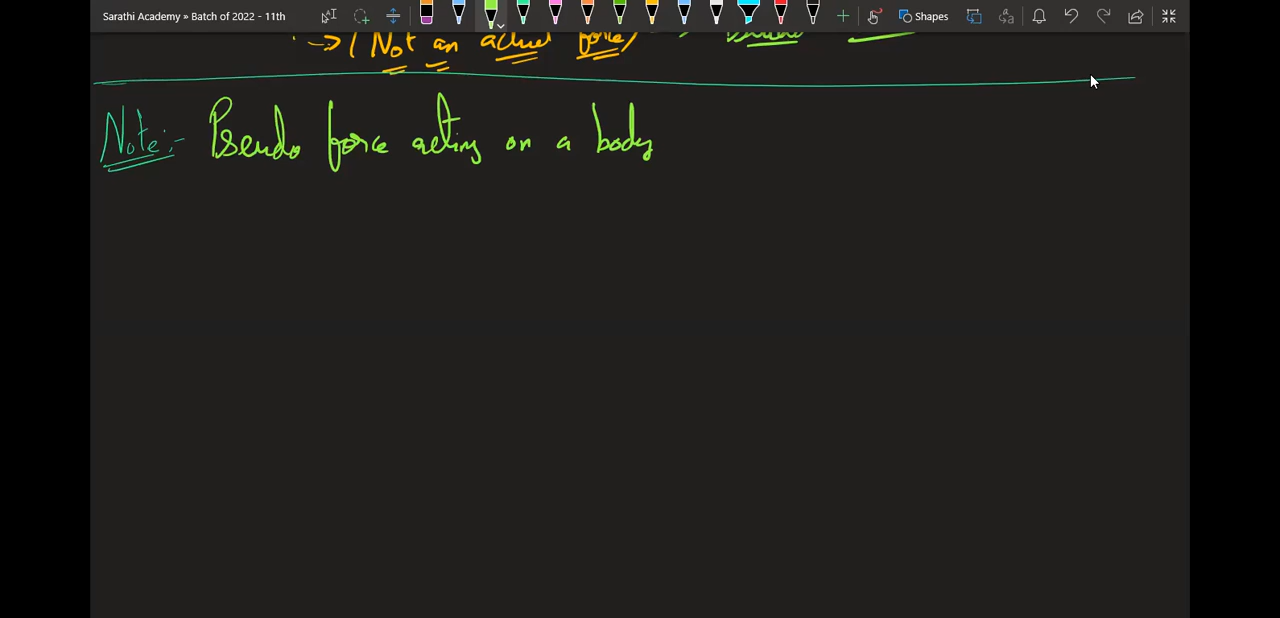 Sarathi Academy » Batch of 2022 - 11th
Shapes
→ (Not an actual force)
Note:- Pseudo force acting on a body